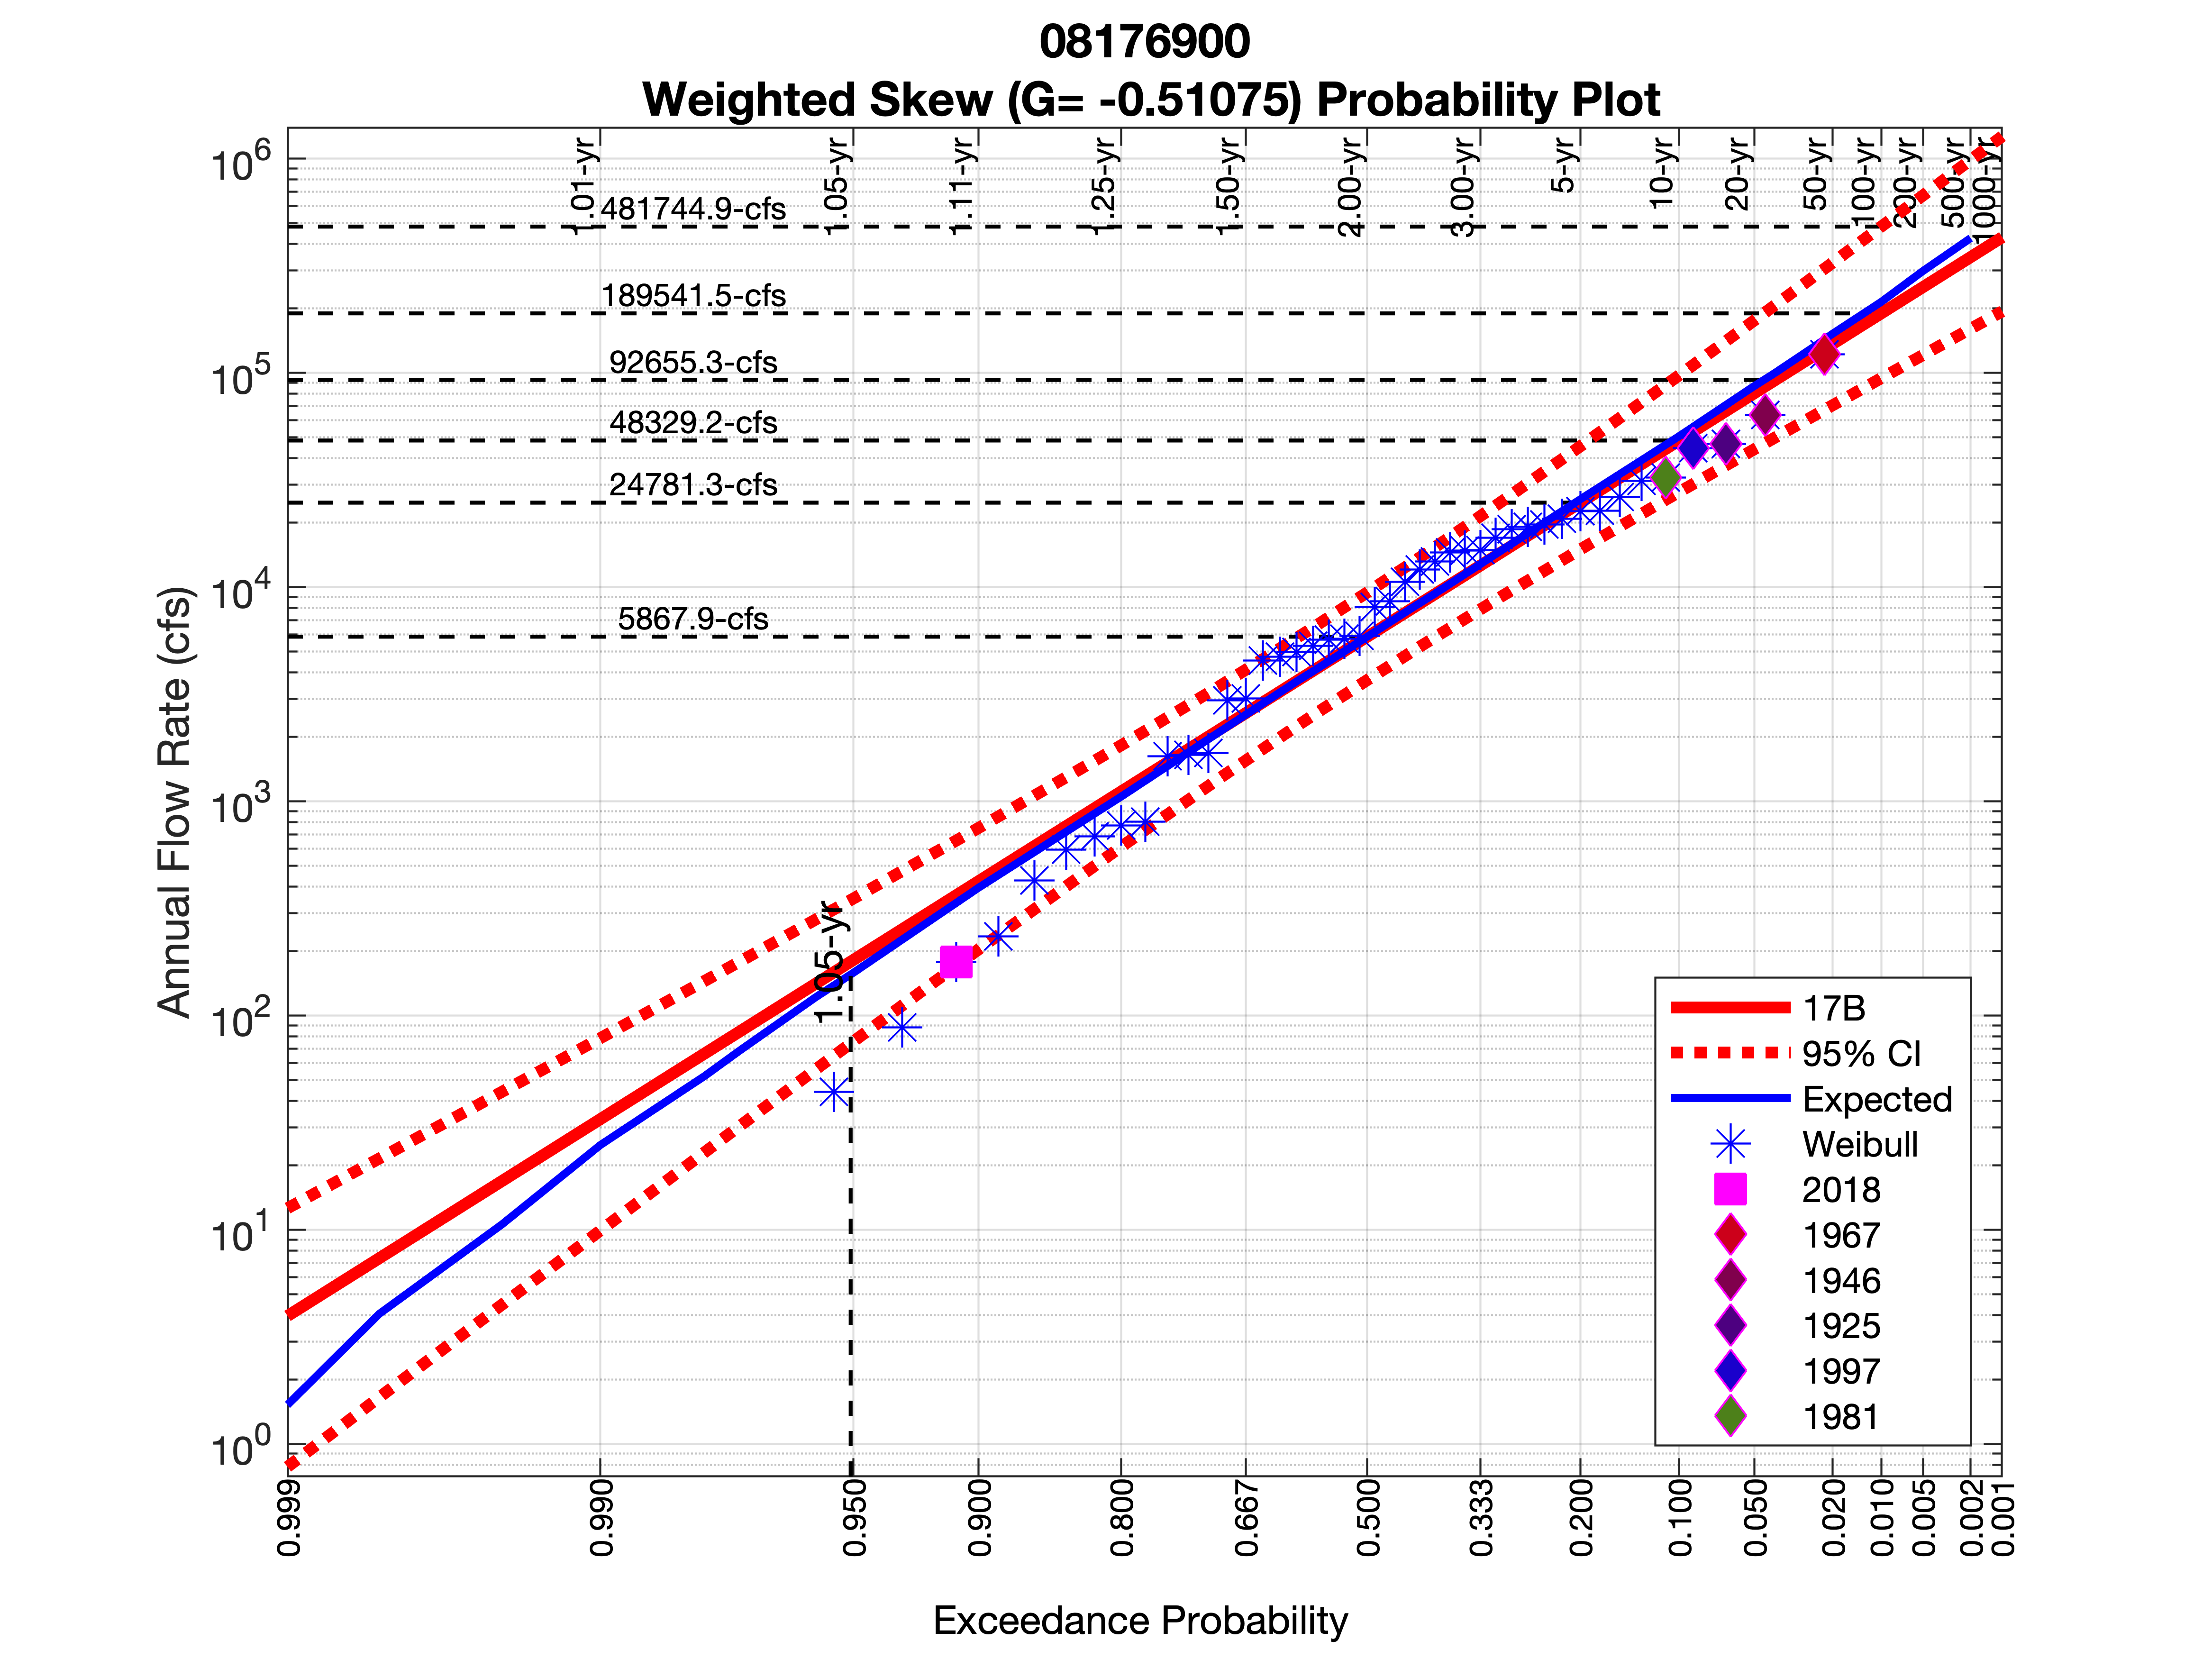 08176900
Weighted Skew (G= -0.51075) Probability Plot
1.01-yr
1.05-yr
1.11-yr
1.25-yr
1.50-yr
2.00-yr
3.00-yr
5-yr
10-yr
20-yr
50-yr
100-yr
200-yr
500-yr
1000-yr
10^6
10^5
10^4
10^3
10^2
10^1
10^0
481744.9-cfs
189541.5-cfs
92655.3-cfs
48329.2-cfs
24781.3-cfs
5867.9-cfs
1.05-yr
Annual Flow Rate (cfs)
17B
95% CI
Expected
Weibull
2018
1967
1946
1925
1997
1981
0.999
0.990
0.950
0.900
0.800
0.667
0.500
0.333
0.200
0.100
0.050
0.020
0.010
0.005
0.002
0.001
Exceedance Probability